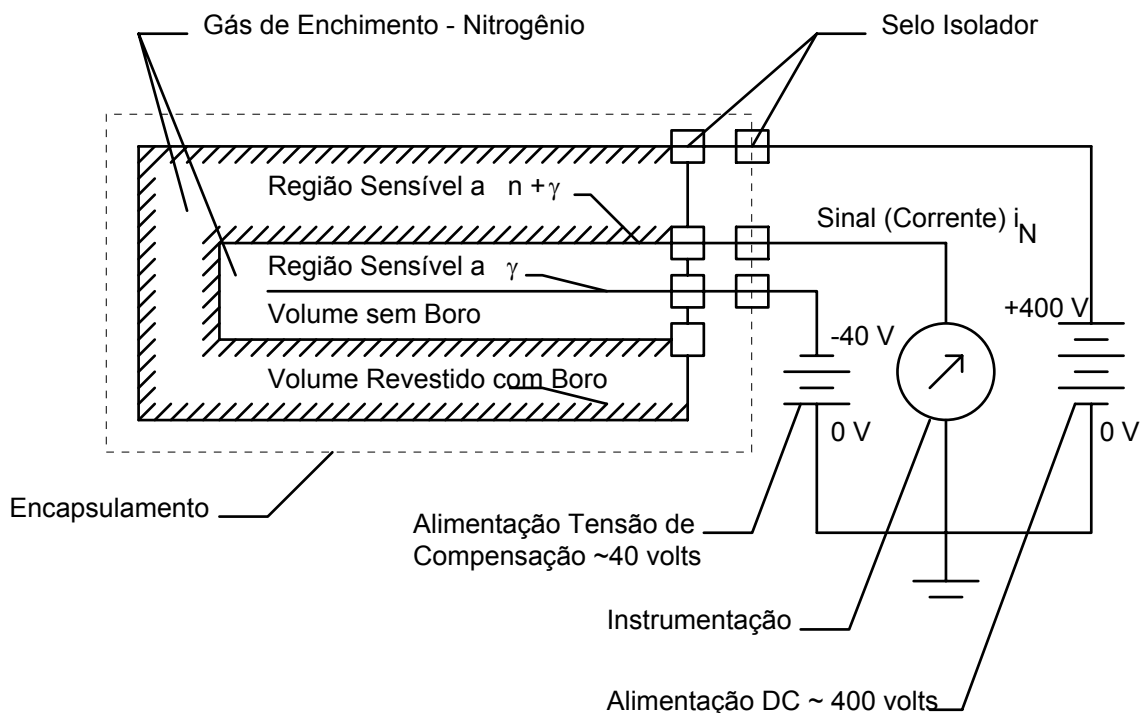 Gás de Enchimento - Nitrogênio
Selo Isolador
Região Sensível a n + γ
Sinal (Corrente) iN
Região Sensível a γ
Volume sem Boro
-40 V
+400 V
Volume Revestido com Boro
0 V
0 V
Encapsulamento
Alimentação Tensão de
Compensação ~40 volts
Instrumentação
Alimentação DC ~ 400 volts